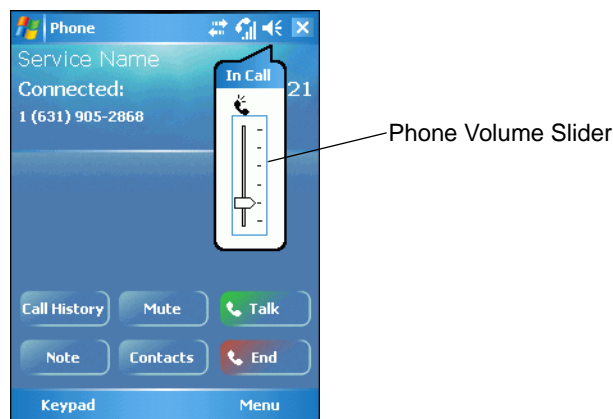 Phone
Service Name
In Call
Connected: 21
1 (631) 905-2868
Phone Volume Slider
Call History Mute Talk
Note Contacts End
Keypad Menu